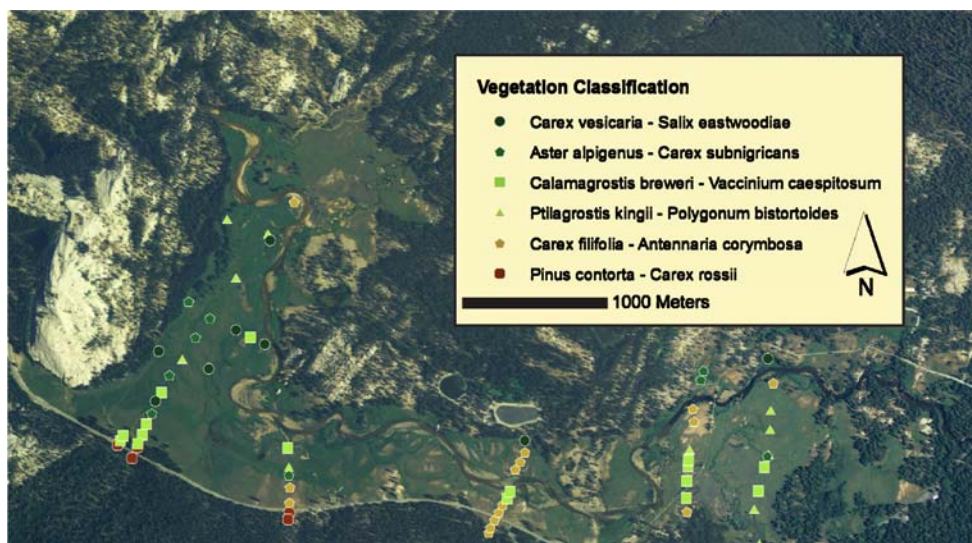 Vegetation Classification
Carex vesicaria - Salix eastwoodiae
Aster alpigenus - Carex subnigricans
Calamagrostis breweri - Vaccinium caespitosum
Ptilagrostis kingii - Polygonum bistortoides
Carex filifolia - Antennaria corymbosa
Pinus contorta - Carex rossii
1000 Meters
N